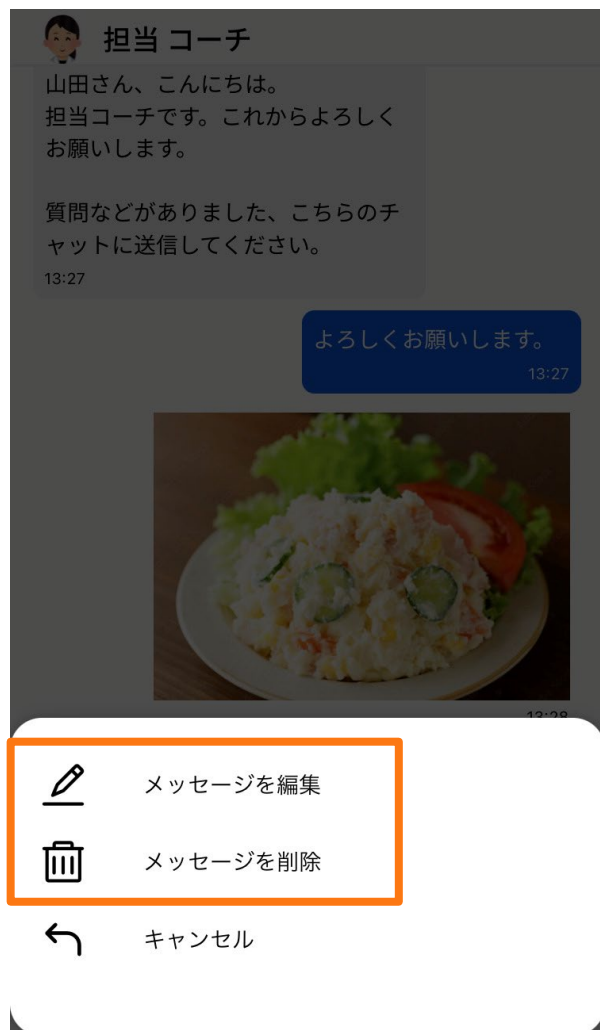 担当 コーチ
山田さん、こんにちは。
担当コーチです。これからよろしく
お願いします。
質問などがありました、こちらのチ
ャットに送信してください。
13:27
よろしくお願いします。
13:27
13:28
メッセージを編集
メッセージを削除
キャンセル